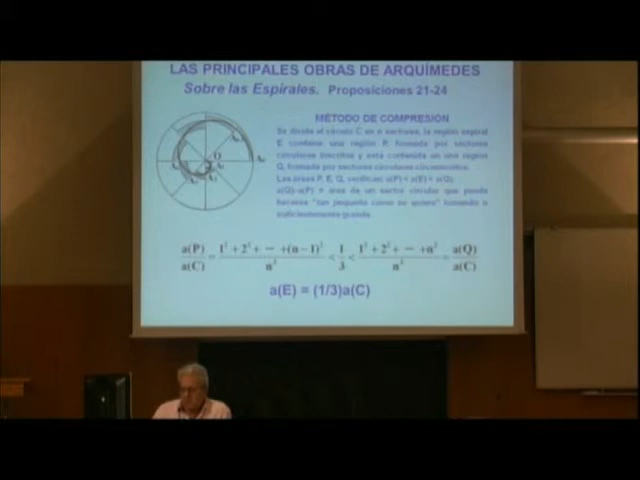 LAS PRINCIPALES OBRAS DE ARQUÍMEDES
Sobre las Espirales. Proposiciones 21-24
MÉTODO DE COMPRESIÓN
Se divide el círculo C en n sectores, la región espiral
E contiene una región P, formada por sectores
circulares inscritos y está contenida en una región
Q, formada por sectores circulares circunscritos.
Las áreas P, E, Q, verifican: a(P) < a(E) < a(Q).
a(Q)-a(P) = área de un sector circular que puede
hacerse "tan pequeño como se quiera" tomando n
suficientemente grande.
a(P)/a(C) = 1² + 2² + ··· +(n−1)² / n³ < 1/3 < 1² + 2² + ··· +n² / n³ = a(Q)/a(C)
a(E) = (1/3)a(C)